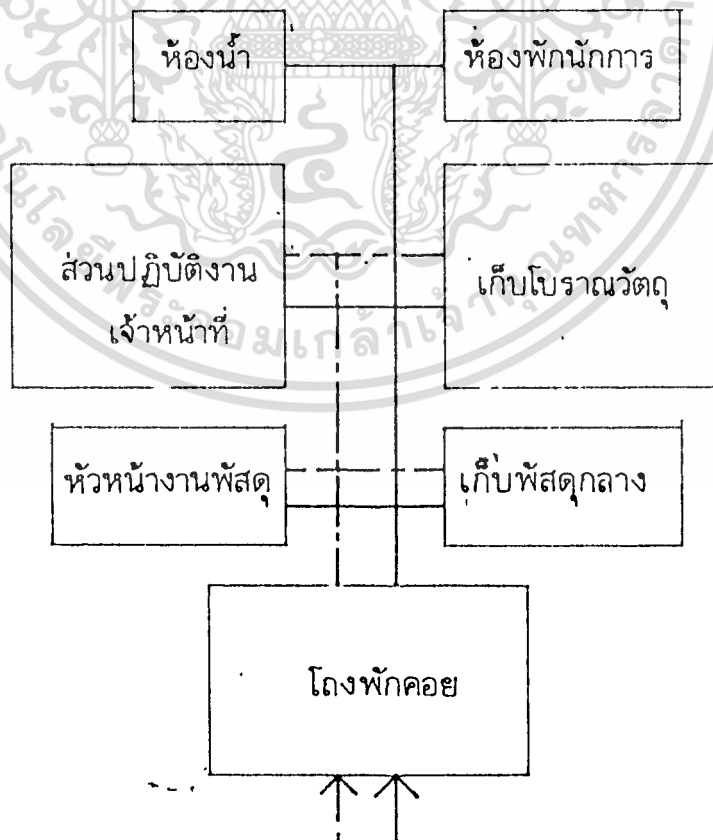 ห้องน้ำ
ห้องพักนักการ
ส่วนปฏิบัติงาน
เจ้าหน้าที่
เก็บโบราณวัตถุ
หัวหน้างานพัสดุ
เก็บพัสดุกลาง
โถงพักคอย